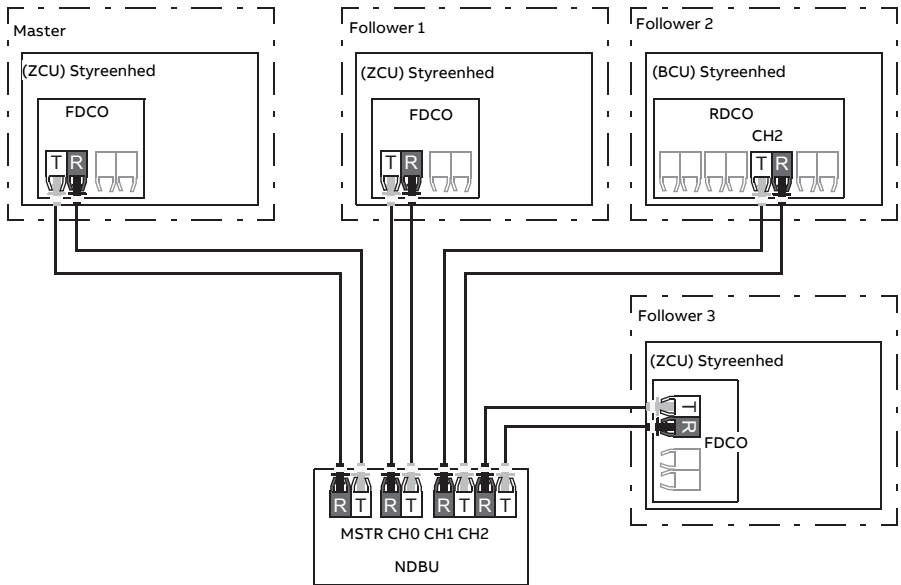 Master
(ZCU) Styreenhed
FDCO
T R
Follower 1
(ZCU) Styreenhed
FDCO
T R
Follower 2
(BCU) Styreenhed
RDCO
CH2
T R
Follower 3
(ZCU) Styreenhed
T
R
FDCO
R T R T R T R T
MSTR CH0 CH1 CH2
NDBU